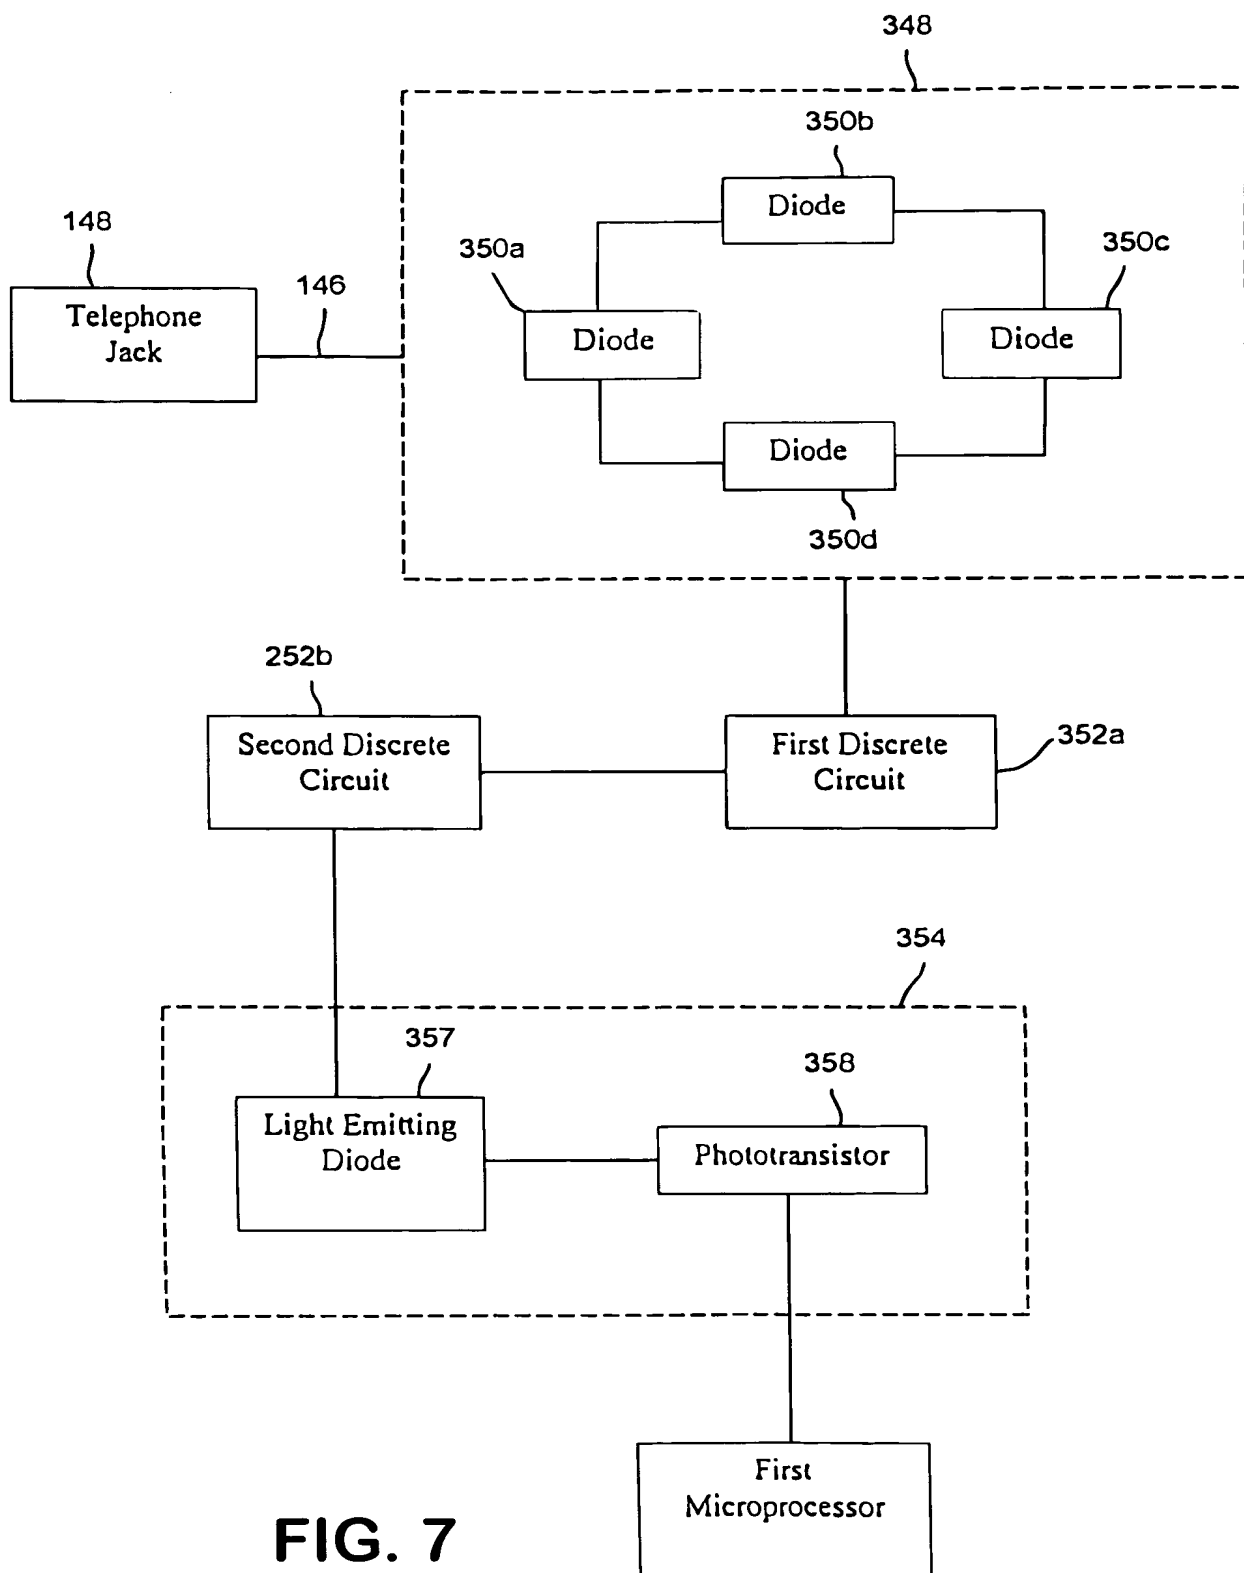 348
350b
Diode
148
350a
350c
Telephone
Jack
146
Diode
Diode
Diode
350d
252b
Second Discrete
Circuit
First Discrete
Circuit
352a
354
357
358
Light Emitting
Diode
Phototransistor
First
Microprocessor
FIG. 7